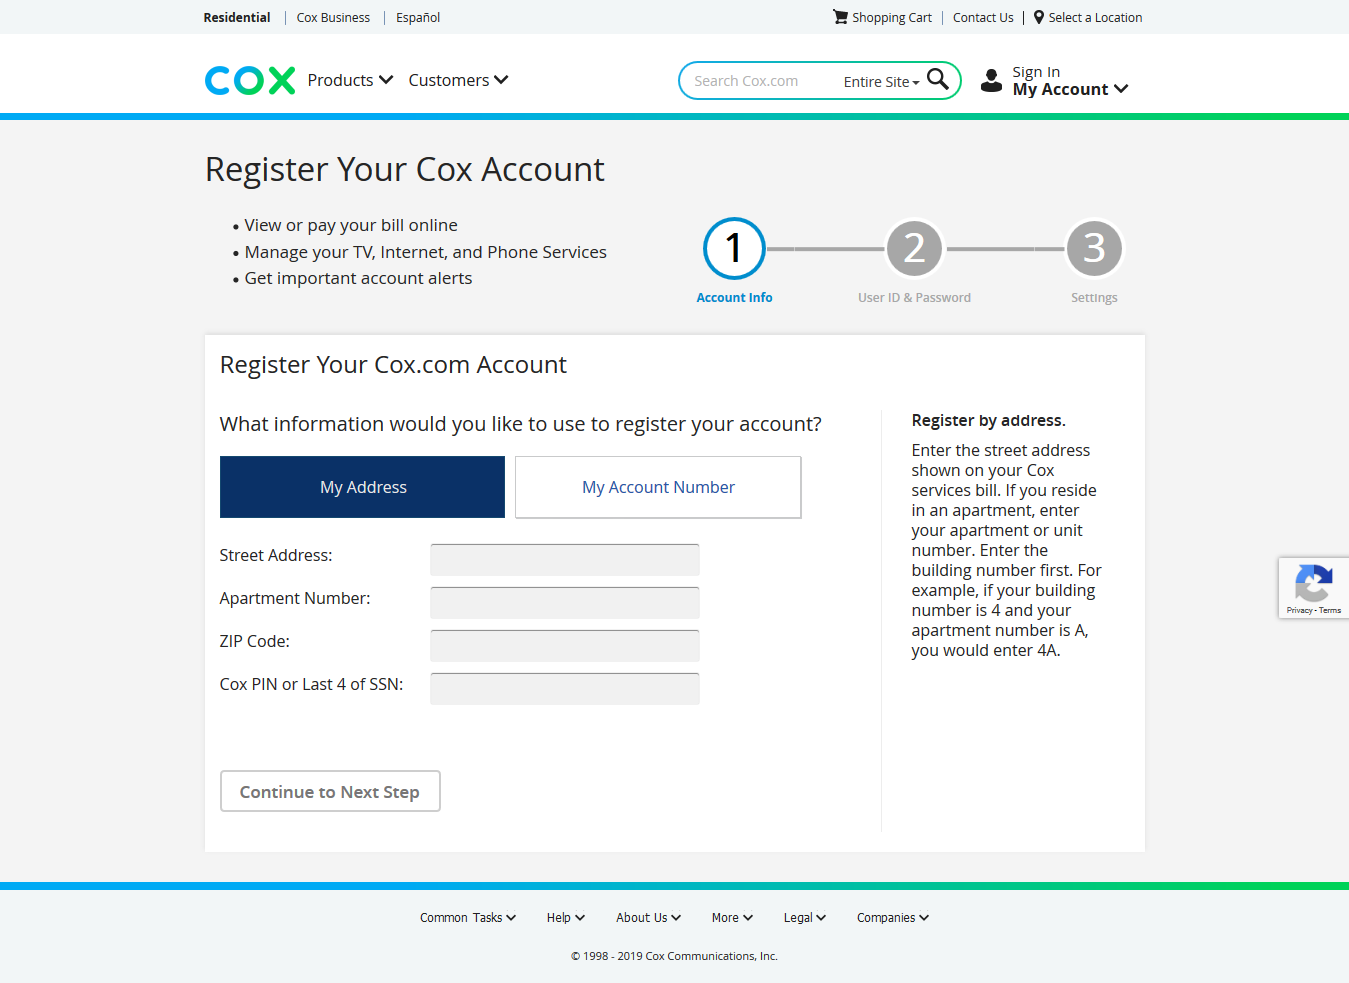 Residential
Cox Business
Español
Shopping Cart
Contact Us
Select a Location
COX
Products
Customers
Search Cox.com
Entire Site
Sign In
My Account
Register Your Cox Account
• View or pay your bill online
• Manage your TV, Internet, and Phone Services
• Get important account alerts
1
2
3
Account Info
User ID & Password
Settings
Register Your Cox.com Account
What information would you like to use to register your account?
My Address
My Account Number
Street Address:
Apartment Number:
ZIP Code:
Cox PIN or Last 4 of SSN:
Continue to Next Step
Register by address.
Enter the street address
shown on your Cox
services bill. If you reside
in an apartment, enter
your apartment or unit
number. Enter the
building number first. For
example, if your building
number is 4 and your
apartment number is A,
you would enter 4A.
Privacy - Terms
Common Tasks
Help
About Us
More
Legal
Companies
© 1998 - 2019 Cox Communications, Inc.